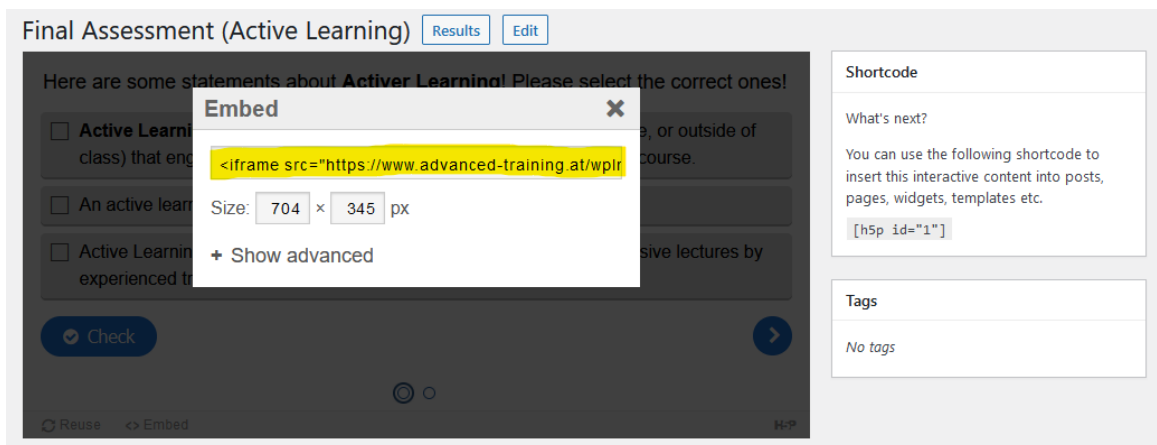 Final Assessment (Active Learning) Results Edit
Here are some statements about Activer Learning! Please select the correct ones!
Embed
Active Learni e, or outside of
class) that eng course.
<iframe src="https://www.advanced-training.at/wplr
An active learn
Size: 704 × 345 px
Active Learnin sive lectures by
experienced tr
+ Show advanced
Check
Reuse <> Embed H5P
Shortcode
What's next?
You can use the following shortcode to
insert this interactive content into posts,
pages, widgets, templates etc.
[h5p id="1"]
Tags
No tags